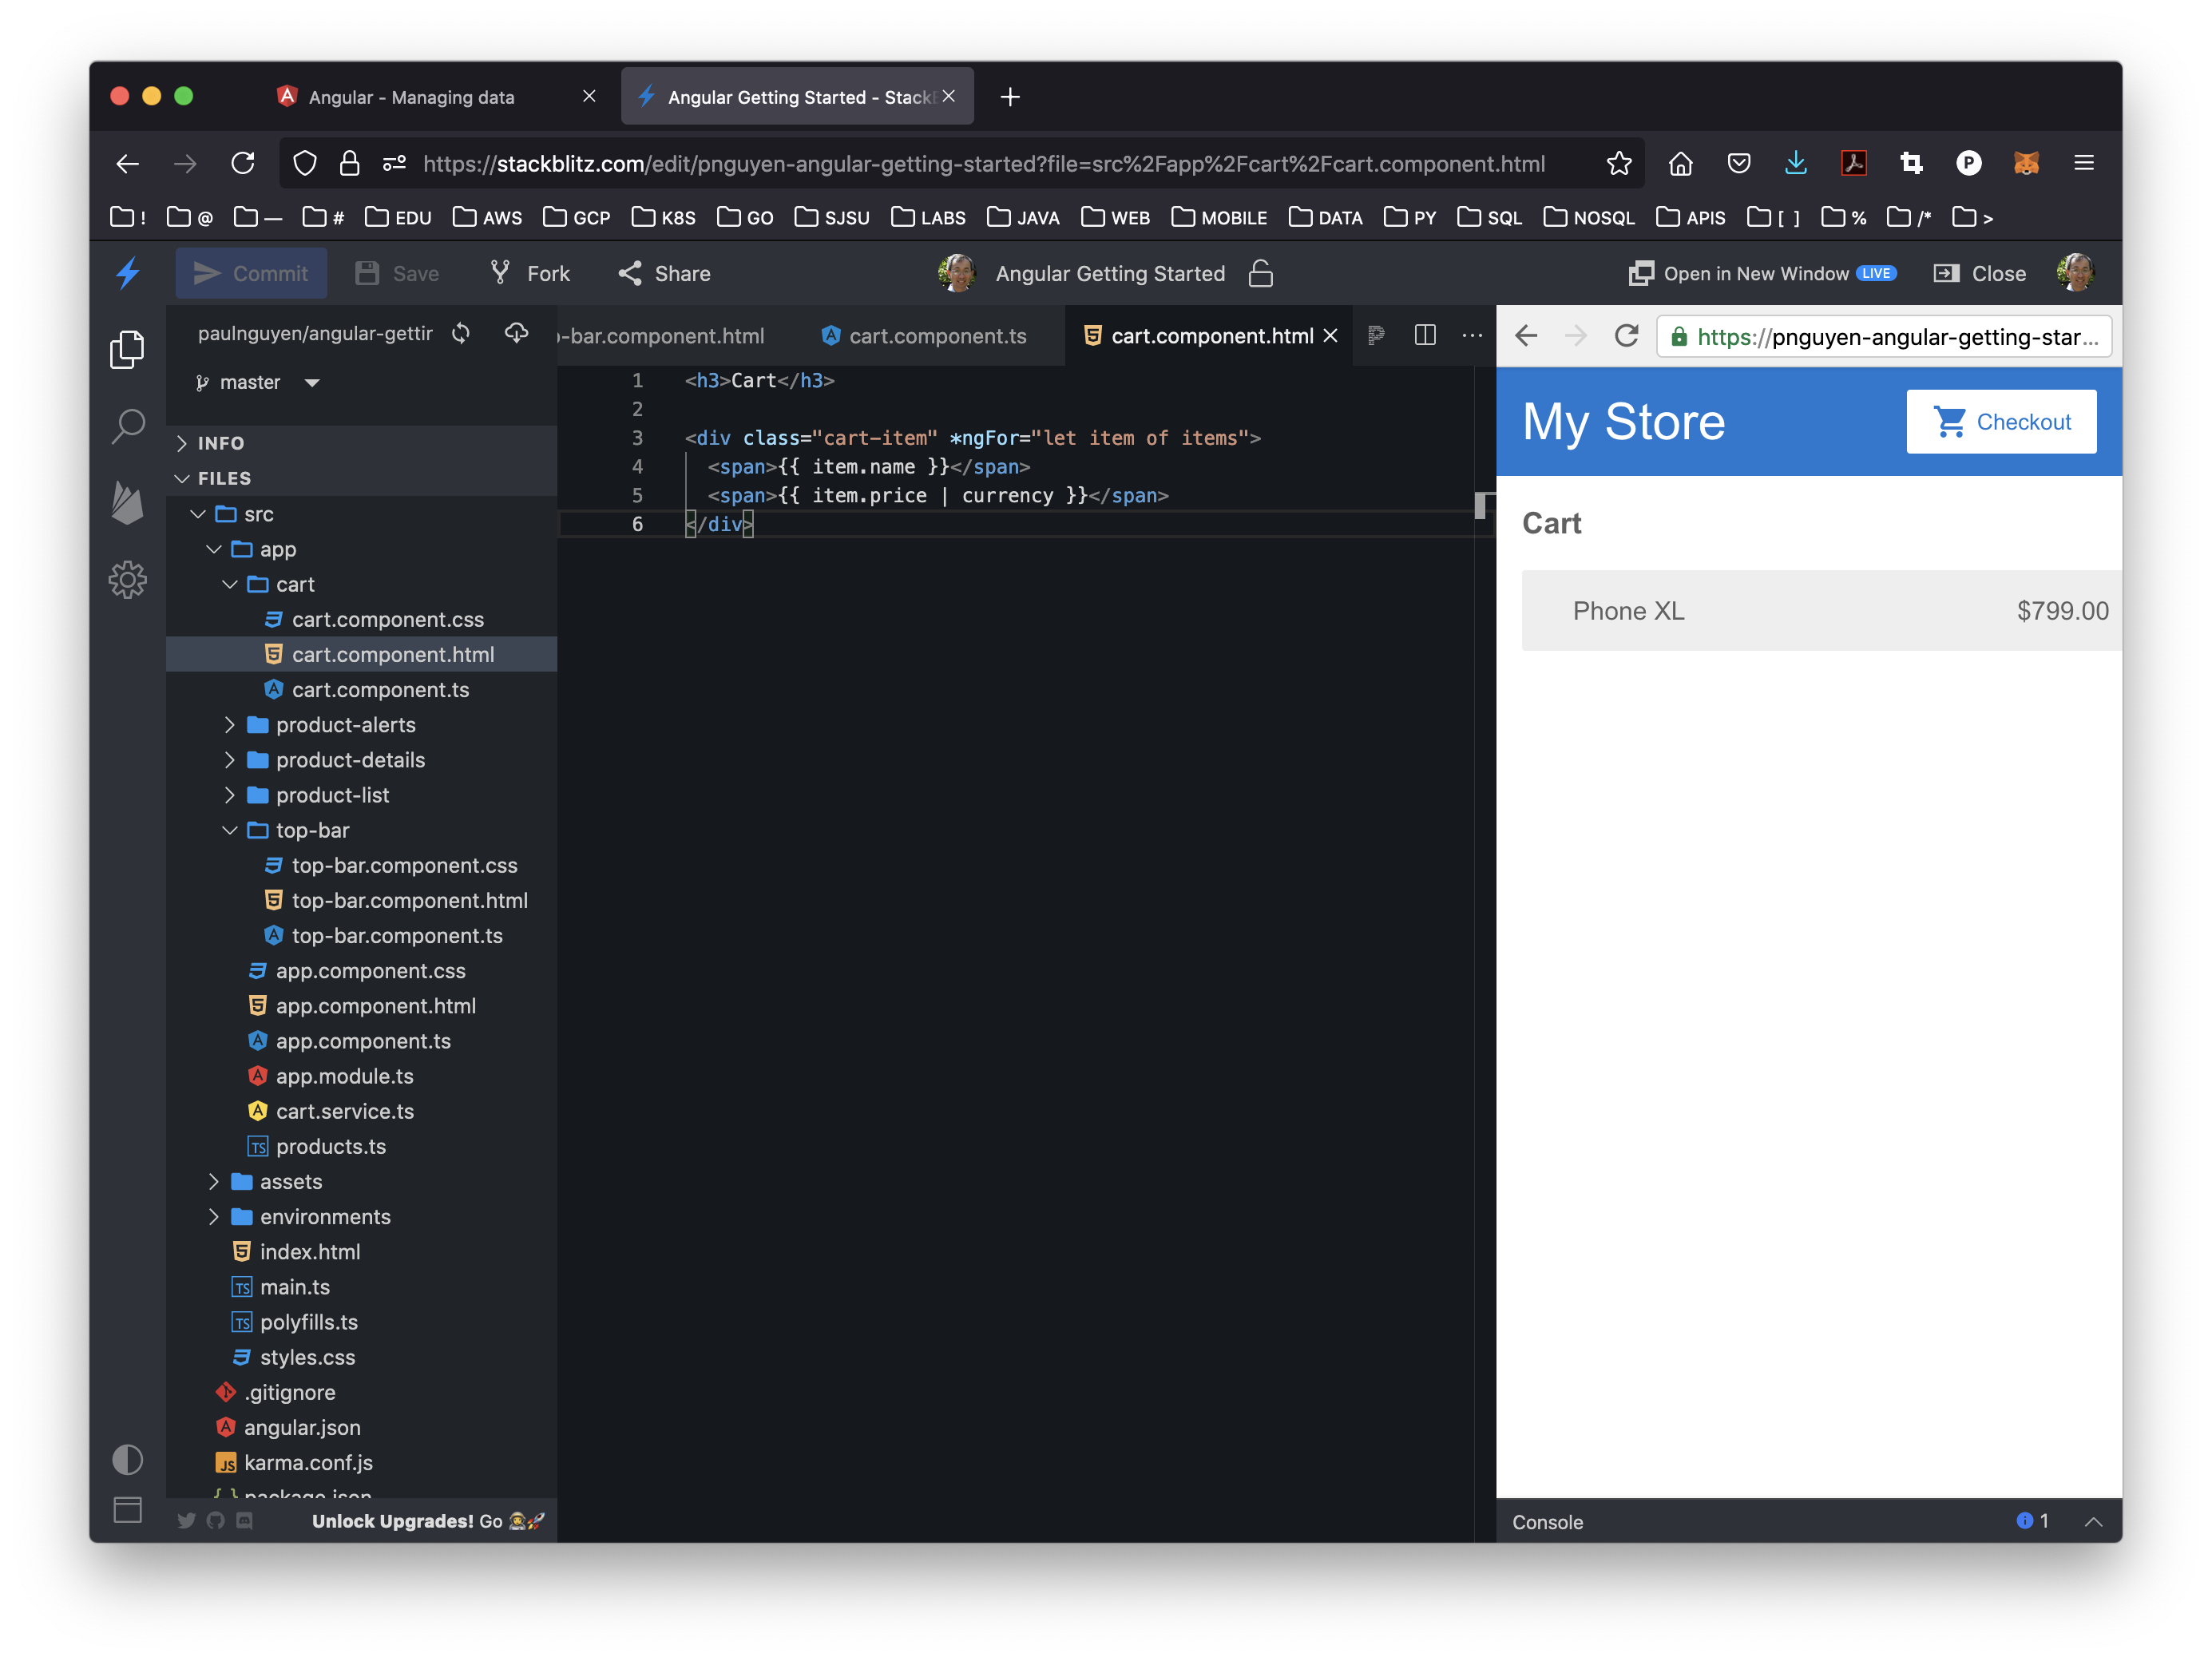 Angular - Managing data
Angular Getting Started - StackB
https://stackblitz.com/edit/pnguyen-angular-getting-started?file=src%2Fapp%2Fcart%2Fcart.component.html
! @ — # EDU AWS GCP K8S GO SJSU LABS JAVA WEB MOBILE DATA PY SQL NOSQL APIS [ ] % /* >
Commit Save Fork Share Angular Getting Started Open in New Window LIVE Close
paulnguyen/angular-gettir
master
INFO
FILES
src
app
cart
cart.component.css
cart.component.html
cart.component.ts
product-alerts
product-details
product-list
top-bar
top-bar.component.css
top-bar.component.html
top-bar.component.ts
app.component.css
app.component.html
app.component.ts
app.module.ts
cart.service.ts
products.ts
assets
environments
index.html
main.ts
polyfills.ts
styles.css
.gitignore
angular.json
karma.conf.js
package.json
Unlock Upgrades! Go
-bar.component.html cart.component.ts cart.component.html
1 <h3>Cart</h3>
2
3 <div class="cart-item" *ngFor="let item of items">
4 <span>{{ item.name }}</span>
5 <span>{{ item.price | currency }}</span>
6 </div>
https://pnguyen-angular-getting-star...
My Store
Checkout
Cart
Phone XL $799.00
Console 1